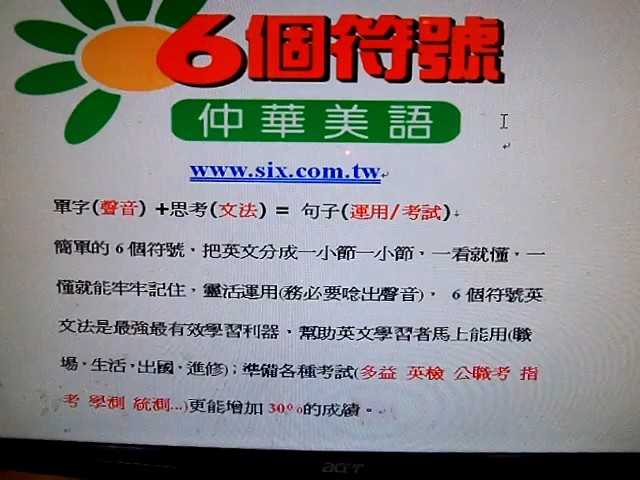 6個符號
仲華美語
www.six.com.tw
單字(聲音) +思考(文法) = 句子(運用/考試)
簡單的 6 個符號，把英文分成一小節一小節，一看就懂，一
懂就能牢牢記住，靈活運用(務必要唸出聲音)， 6 個符號英
文法是最強最有效學習利器，幫助英文學習者馬上能用(職
場，生活，出國，進修)；準備各種考試(多益 英檢 公職考 指
考 學測 統測...)更能增加 30%的成績。
acer